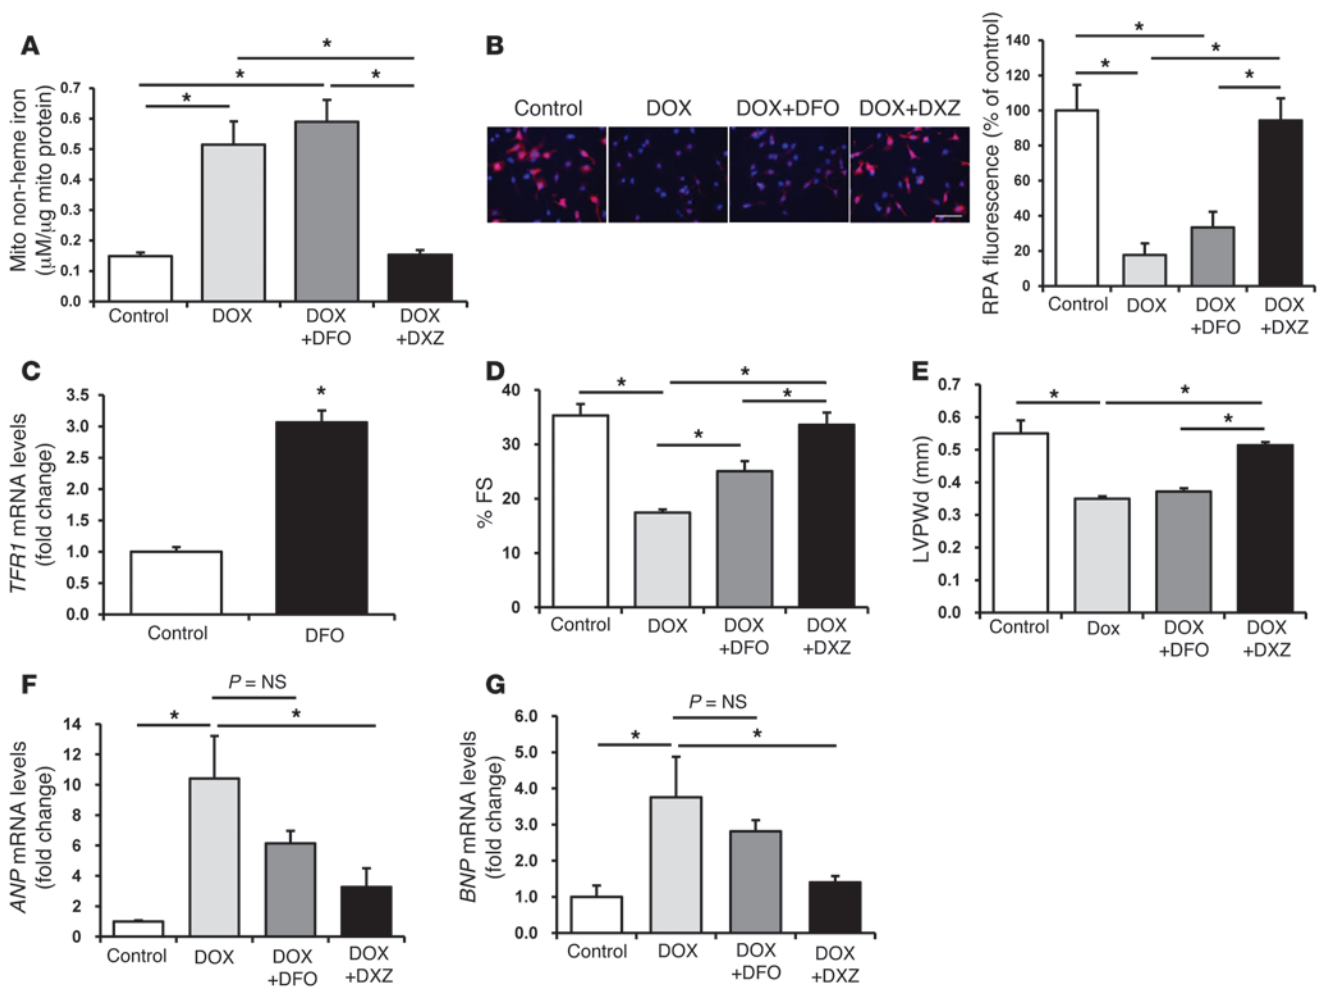 A
Mito non-heme iron
(μM/μg mito protein)
0.7
0.6
0.5
0.4
0.3
0.2
0.1
0.0
*
*
*
*
Control
DOX
DOX
+DFO
DOX
+DXZ
B
Control
DOX
DOX+DFO
DOX+DXZ
RPA fluorescence (% of control)
140
120
100
80
60
40
20
0
*
*
*
*
Control
DOX
DOX
+DFO
DOX
+DXZ
C
TFR1 mRNA levels
(fold change)
3.5
3.0
2.5
2.0
1.5
1.0
0.5
0.0
*
Control
DFO
D
% FS
40
30
20
10
0
*
*
*
*
Control
DOX
DOX
+DFO
DOX
+DXZ
E
LVPWd (mm)
0.7
0.6
0.5
0.4
0.3
0.2
0.1
0.0
*
*
*
Control
Dox
DOX
+DFO
DOX
+DXZ
F
ANP mRNA levels
(fold change)
14
12
10
8
6
4
2
0
P = NS
*
*
Control
DOX
DOX
+DFO
DOX
+DXZ
G
BNP mRNA levels
(fold change)
6.0
5.0
4.0
3.0
2.0
1.0
0.0
P = NS
*
*
Control
DOX
DOX
+DFO
DOX
+DXZ